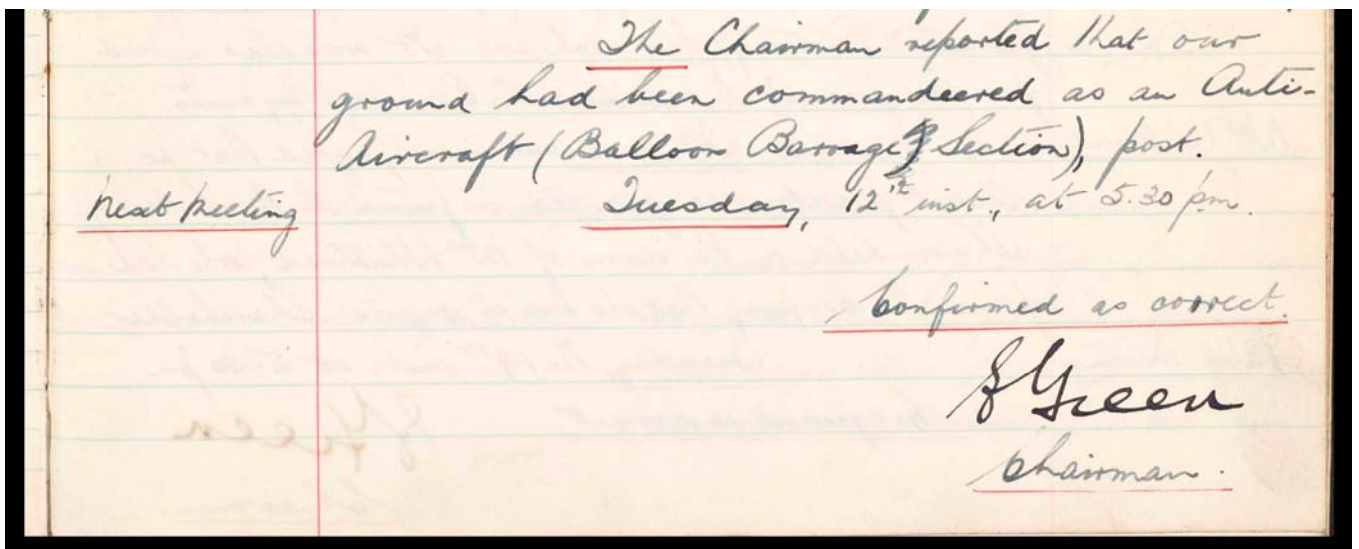 The Chairman reported that our
ground had been commandeered as an Anti-
Aircraft (Balloon Barrage Section), post.
Next Meeting Tuesday, 12th inst., at 5.30 pm.
Confirmed as correct.
S Green
Chairman.